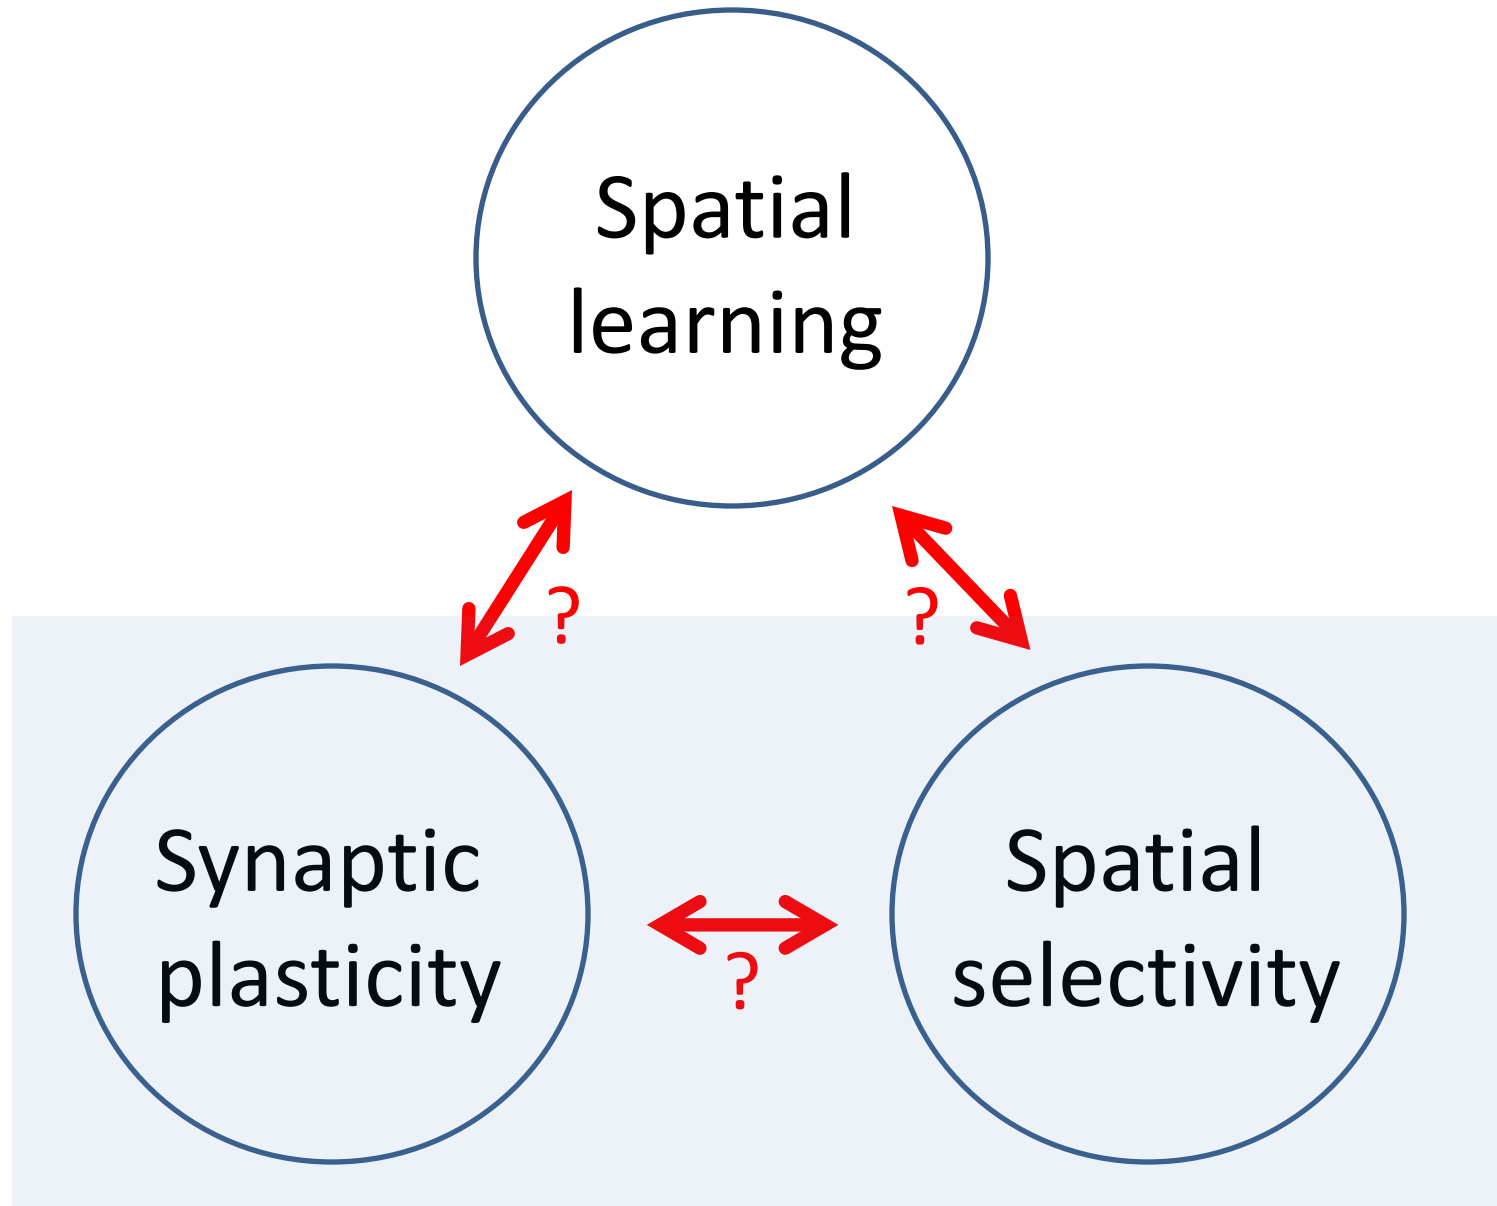 Spatial
learning
?
?
Synaptic
plasticity
?
Spatial
selectivity